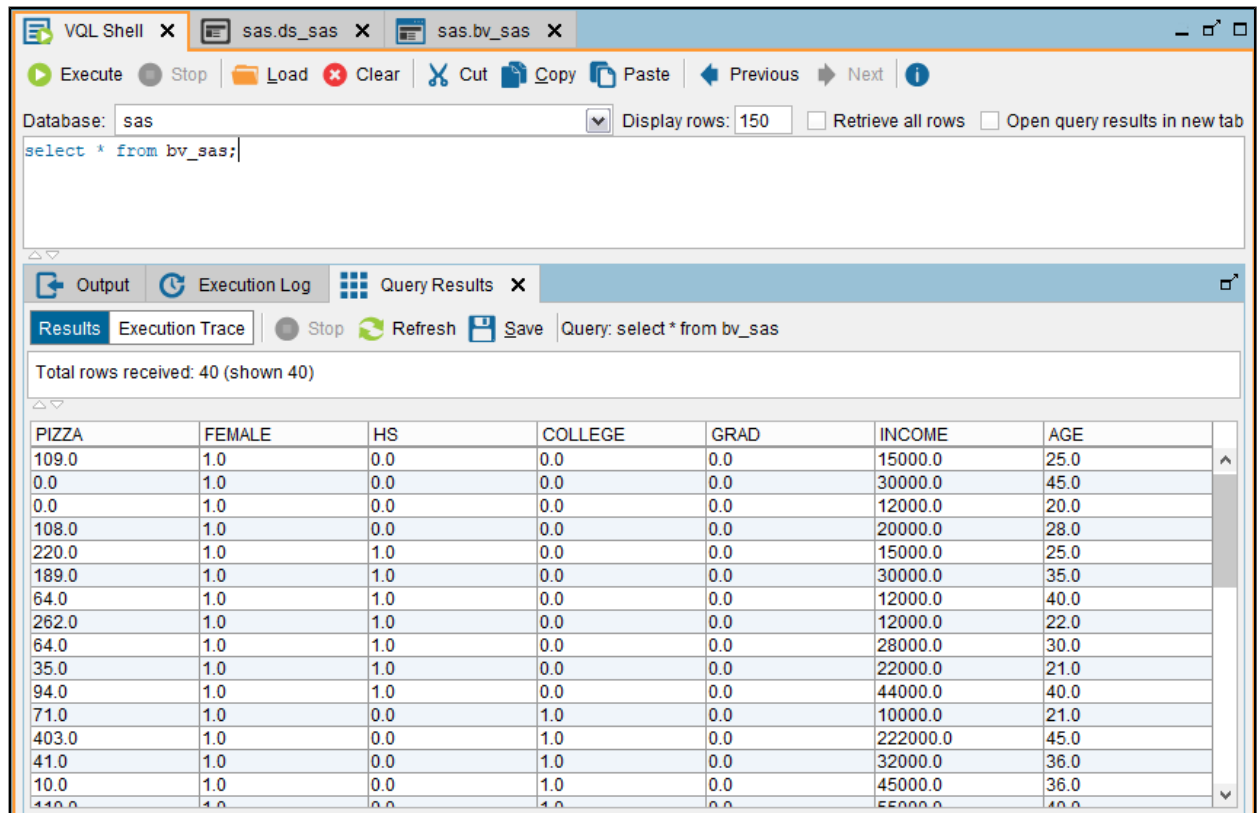 VQL Shell sas.ds_sas sas.bv_sas
Execute Stop Load Clear Cut Copy Paste Previous Next
Database: sas Display rows: 150 Retrieve all rows Open query results in new tab
select * from bv_sas;
Output Execution Log Query Results
Results Execution Trace Stop Refresh Save Query: select * from bv_sas
Total rows received: 40 (shown 40)
PIZZA FEMALE HS COLLEGE GRAD INCOME AGE
109.0 1.0 0.0 0.0 0.0 15000.0 25.0
0.0 1.0 0.0 0.0 0.0 30000.0 45.0
0.0 1.0 0.0 0.0 0.0 12000.0 20.0
108.0 1.0 0.0 0.0 0.0 20000.0 28.0
220.0 1.0 1.0 0.0 0.0 15000.0 25.0
189.0 1.0 1.0 0.0 0.0 30000.0 35.0
64.0 1.0 1.0 0.0 0.0 12000.0 40.0
262.0 1.0 1.0 0.0 0.0 12000.0 22.0
64.0 1.0 1.0 0.0 0.0 28000.0 30.0
35.0 1.0 1.0 0.0 0.0 22000.0 21.0
94.0 1.0 1.0 0.0 0.0 44000.0 40.0
71.0 1.0 0.0 1.0 0.0 10000.0 21.0
403.0 1.0 0.0 1.0 0.0 222000.0 45.0
41.0 1.0 0.0 1.0 0.0 32000.0 36.0
10.0 1.0 0.0 1.0 0.0 45000.0 36.0